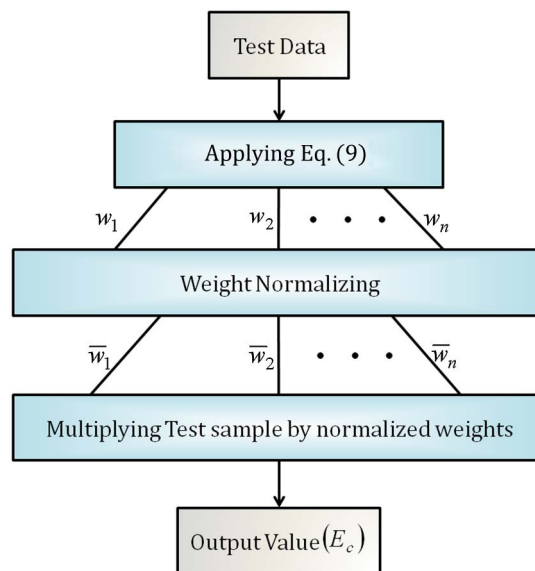 Test Data
Applying Eq. (9)
w₁ w₂ • • • wₙ
Weight Normalizing
w̅₁ w̅₂ • • • w̅ₙ
Multiplying Test sample by normalized weights
Output Value (E_c)